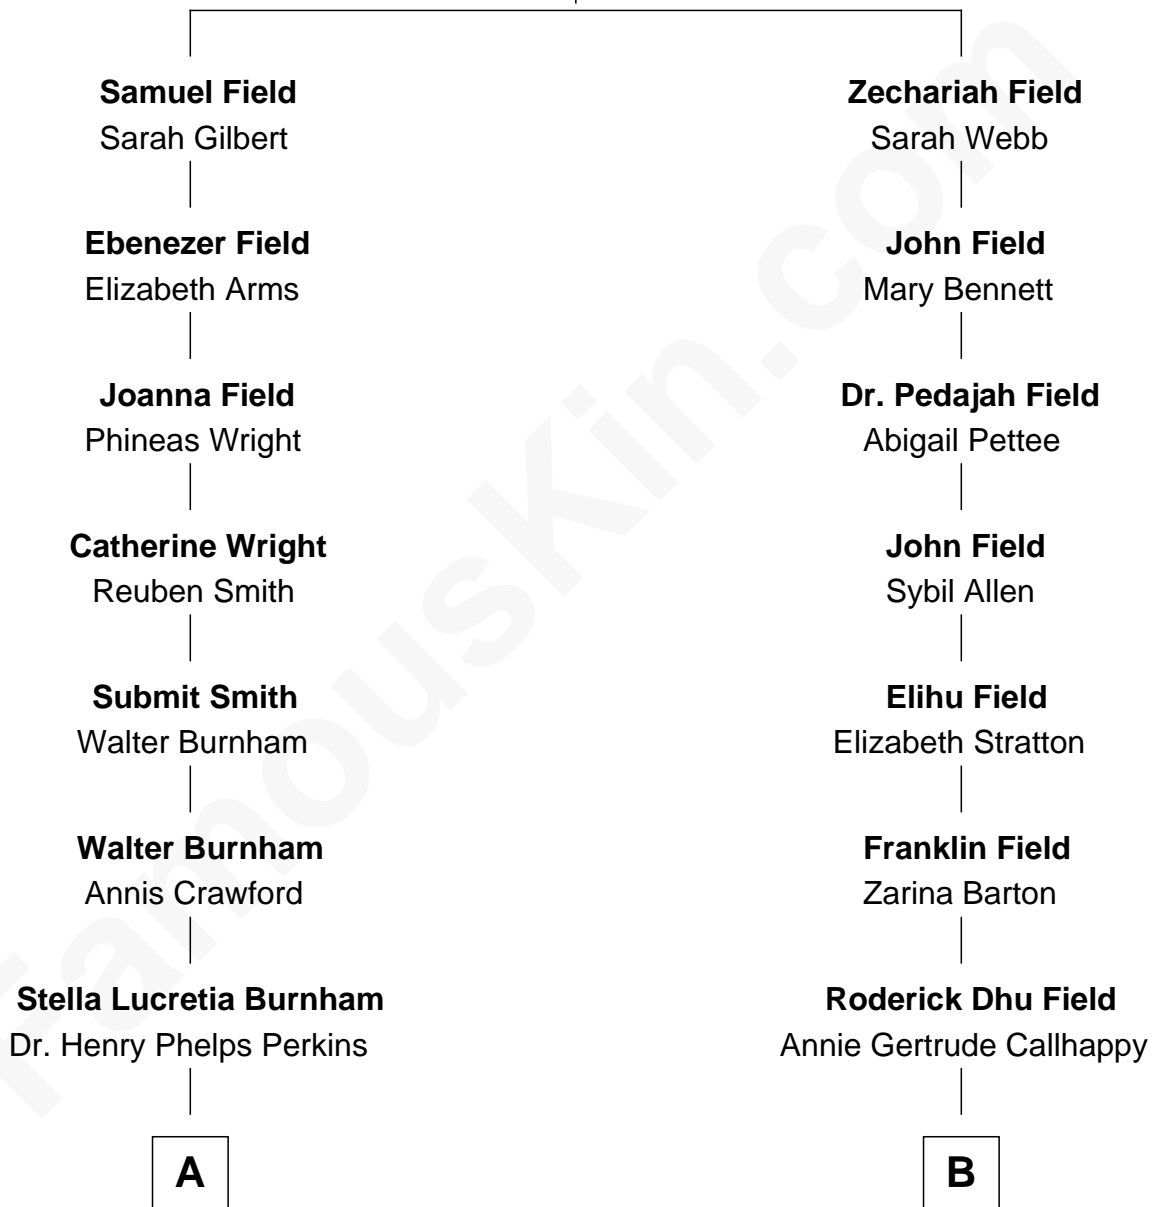 Samuel Field
Sarah Gilbert
Ebenezer Field
Elizabeth Arms
Joanna Field
Phineas Wright
Catherine Wright
Reuben Smith
Submit Smith
Walter Burnham
Walter Burnham
Annis Crawford
Stella Lucretia Burnham
Dr. Henry Phelps Perkins
A
Zechariah Field
Sarah Webb
John Field
Mary Bennett
Dr. Pedajah Field
Abigail Pettee
John Field
Sybil Allen
Elihu Field
Elizabeth Stratton
Franklin Field
Zarina Barton
Roderick Dhu Field
Annie Gertrude Callhappy
B
FamousKin.com